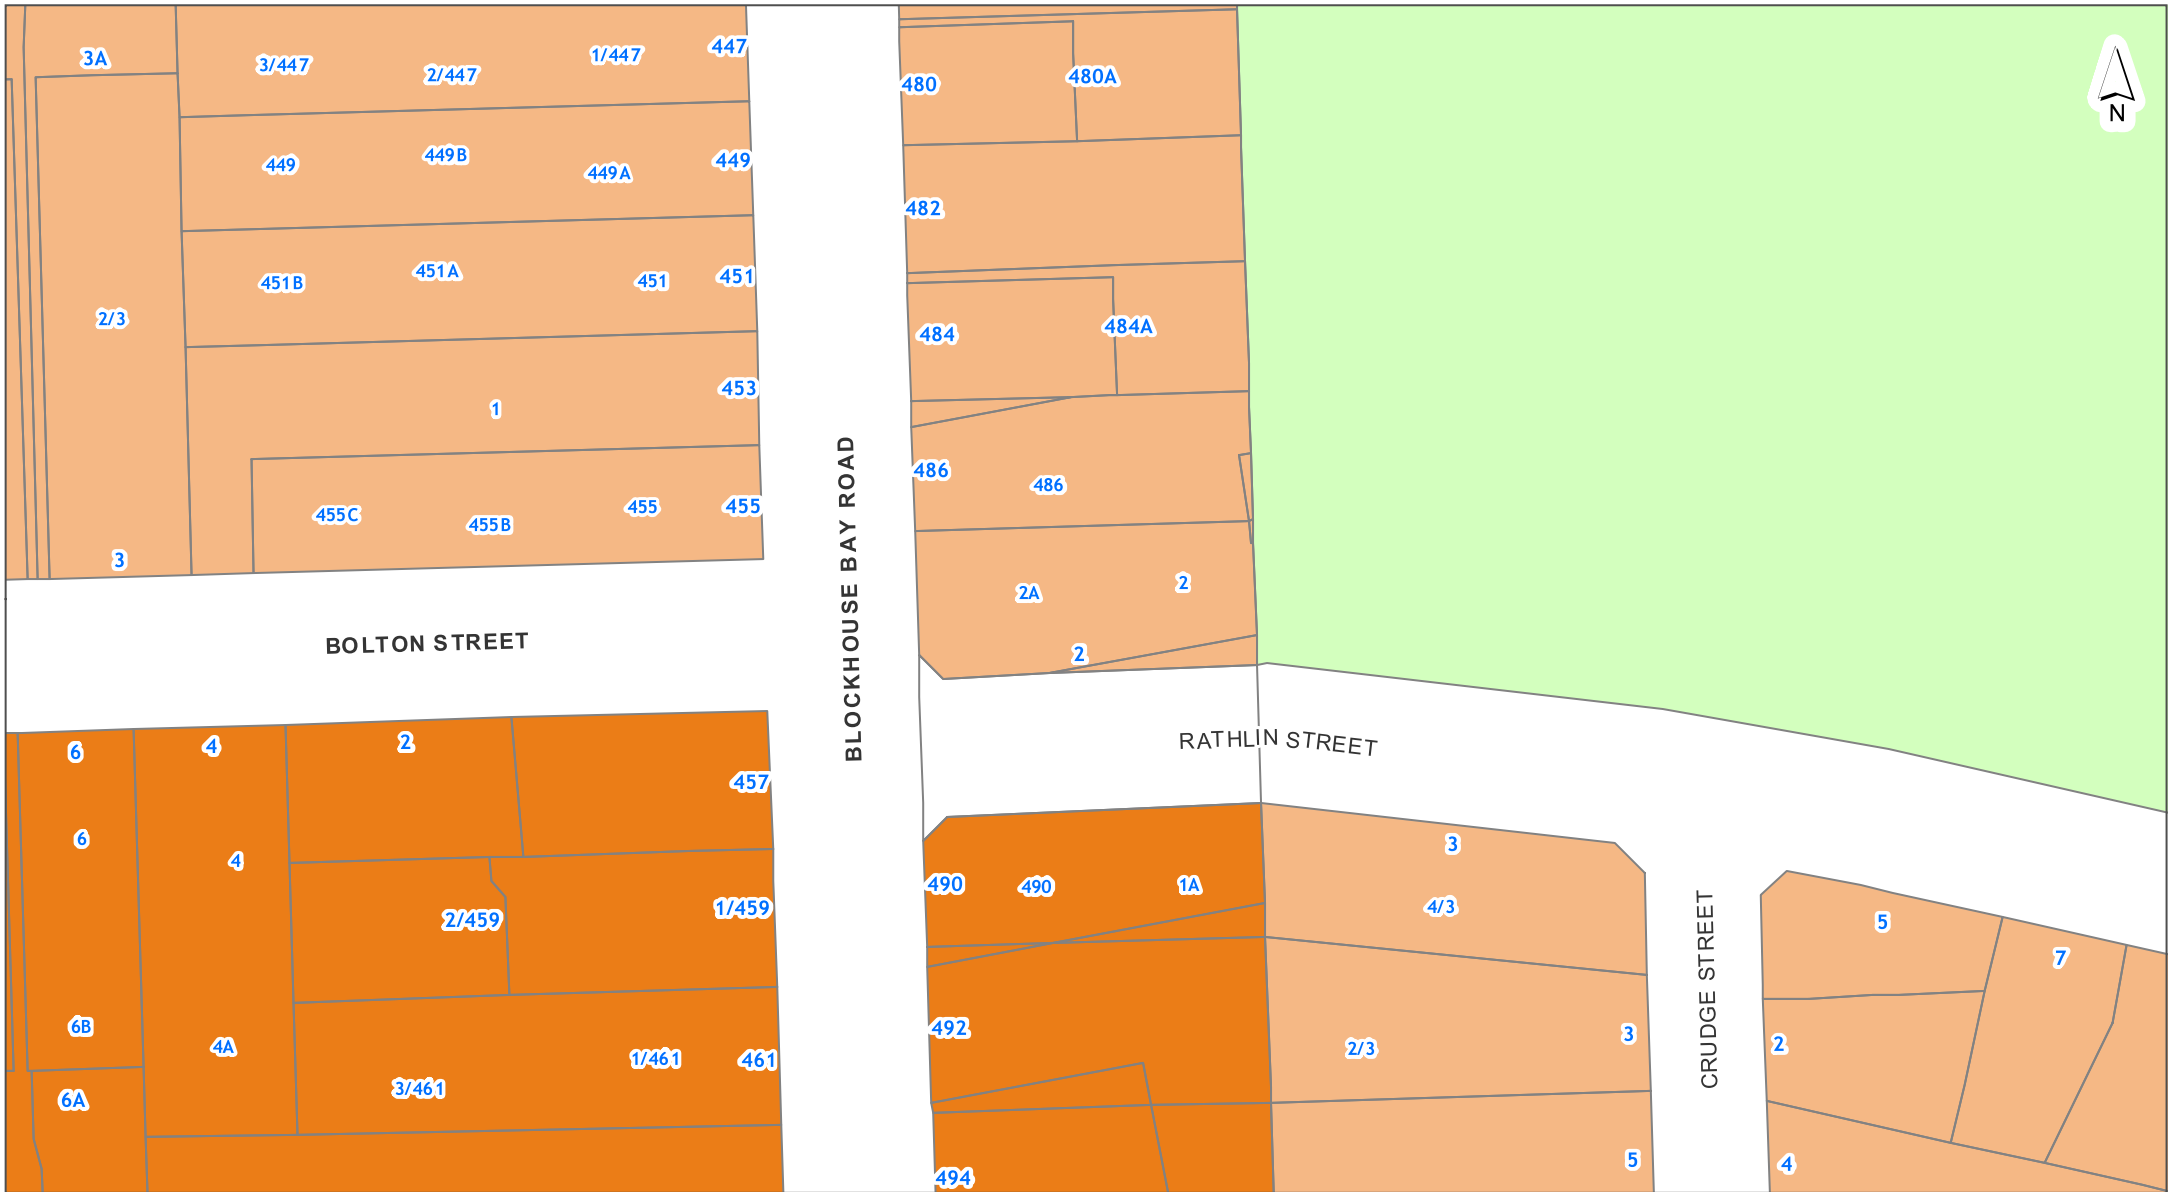 3A
3/447
2/447
1/447
447
480
480A
N
449
449B
449A
449
482
451B
451A
451
451
2/3
484
484A
1
453
486
486
455C
455B
455
455
3
2A
2
2
BOLTON STREET
BLOCKHOUSE BAY ROAD
RATHLIN STREET
6
4
2
457
6
4
2/459
1/459
490
490
1A
3
4/3
5
7
CRUDGE STREET
6B
4A
3/461
1/461
461
492
2/3
3
2
6A
494
5
4